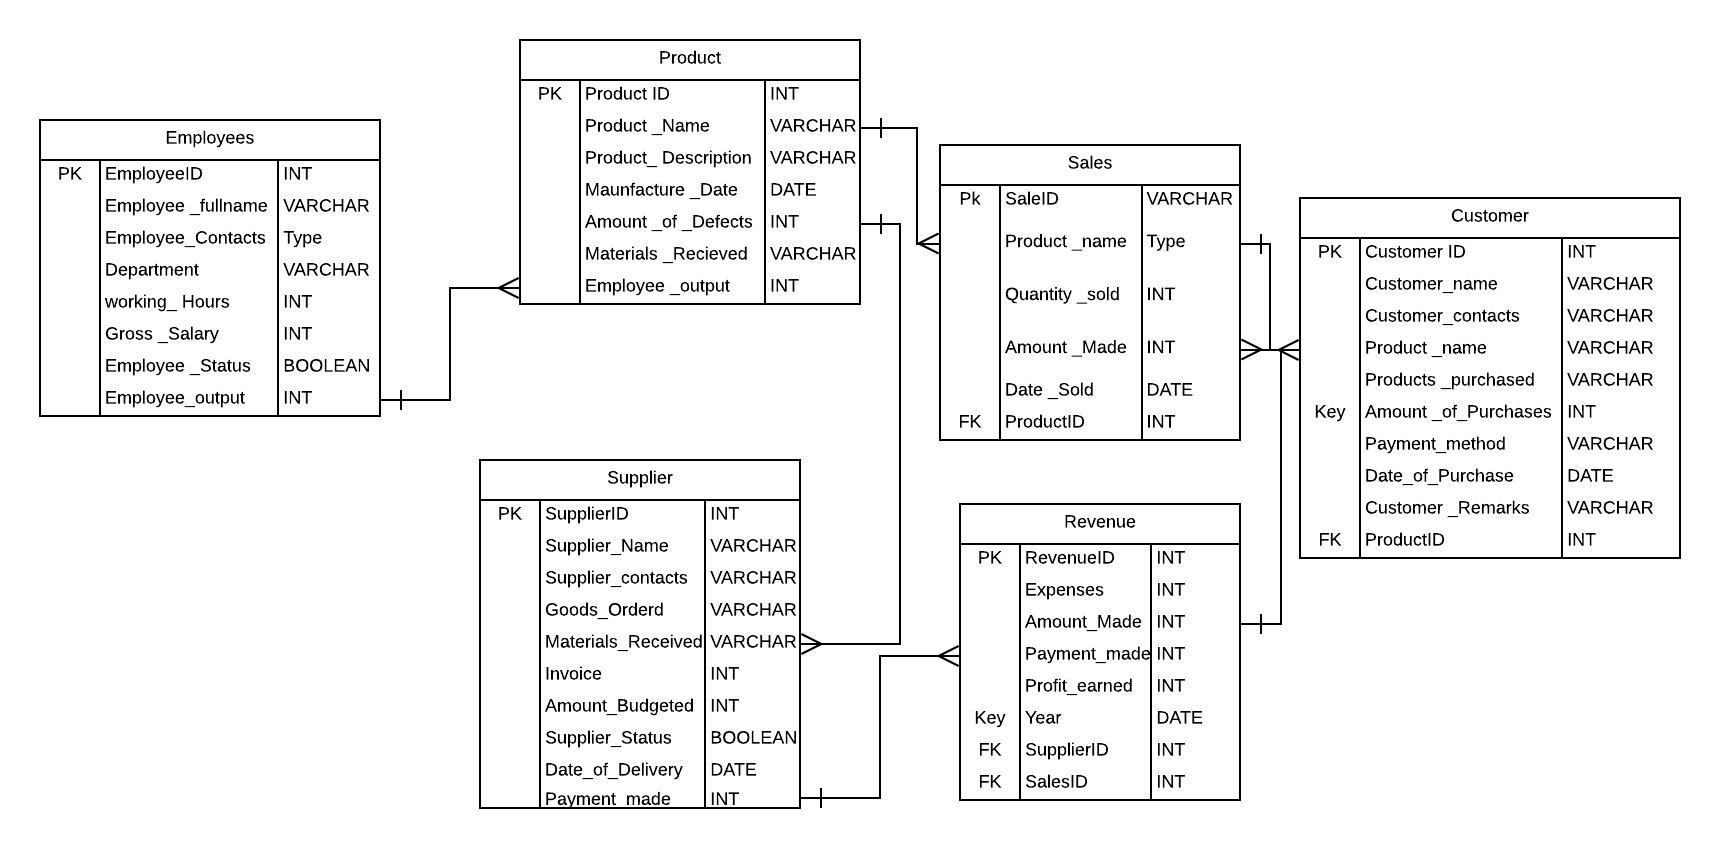 Product
PK Product ID INT
Product _Name VARCHAR
Product_ Description VARCHAR
Maunfacture _Date DATE
Amount _of _Defects INT
Materials _Recieved VARCHAR
Employee _output INT
Employees
PK EmployeeID INT
Employee _fullname VARCHAR
Employee_Contacts Type
Department VARCHAR
working_ Hours INT
Gross _Salary INT
Employee _Status BOOLEAN
Employee_output INT
Sales
Pk SaleID VARCHAR
Product _name Type
Quantity _sold INT
Amount _Made INT
Date _Sold DATE
FK ProductID INT
Customer
PK Customer ID INT
Customer_name VARCHAR
Customer_contacts VARCHAR
Product _name VARCHAR
Products _purchased VARCHAR
Key Amount _of_Purchases INT
Payment_method VARCHAR
Date_of_Purchase DATE
Customer _Remarks VARCHAR
FK ProductID INT
Supplier
PK SupplierID INT
Supplier_Name VARCHAR
Supplier_contacts VARCHAR
Goods_Orderd VARCHAR
Materials_Received VARCHAR
Invoice INT
Amount_Budgeted INT
Supplier_Status BOOLEAN
Date_of_Delivery DATE
Payment_made INT
Revenue
PK RevenueID INT
Expenses INT
Amount_Made INT
Payment_made INT
Profit_earned INT
Key Year DATE
FK SupplierID INT
FK SalesID INT